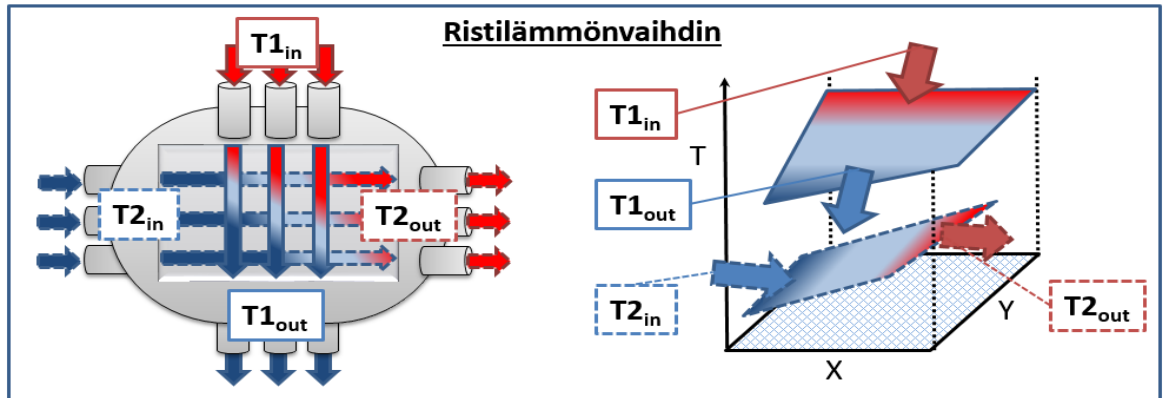 Ristilämmönvaihdin
T1in
T2in
T2out
T1out
T1in
T
T1out
T2in
T2out
Y
X